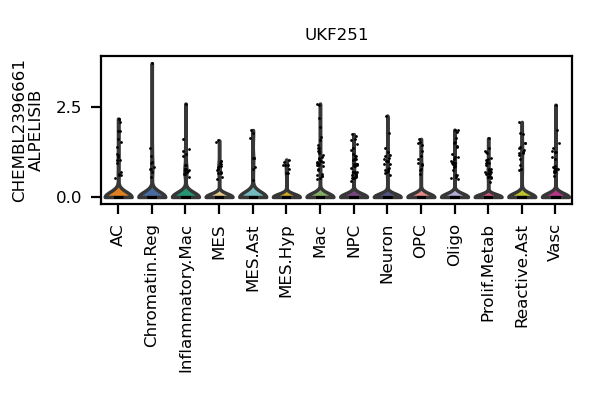 UKF251
CHEMBL2396661
ALPELISIB
2.5
0.0
AC
Chromatin.Reg
Inflammatory.Mac
MES
MES.Ast
MES.Hyp
Mac
NPC
Neuron
OPC
Oligo
Prolif.Metab
Reactive.Ast
Vasc